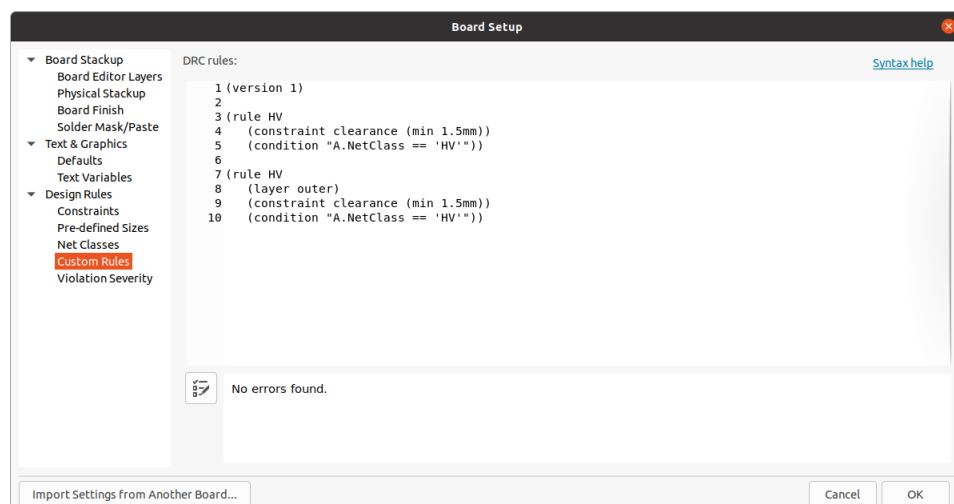 Board Setup
Board Stackup
Board Editor Layers
Physical Stackup
Board Finish
Solder Mask/Paste
Text & Graphics
Defaults
Text Variables
Design Rules
Constraints
Pre-defined Sizes
Net Classes
Custom Rules
Violation Severity
DRC rules:
Syntax help
1 (version 1)
2
3 (rule HV
4 (constraint clearance (min 1.5mm))
5 (condition "A.NetClass == 'HV'"))
6
7 (rule HV
8 (layer outer)
9 (constraint clearance (min 1.5mm))
10 (condition "A.NetClass == 'HV'"))
No errors found.
Import Settings from Another Board...
Cancel
OK